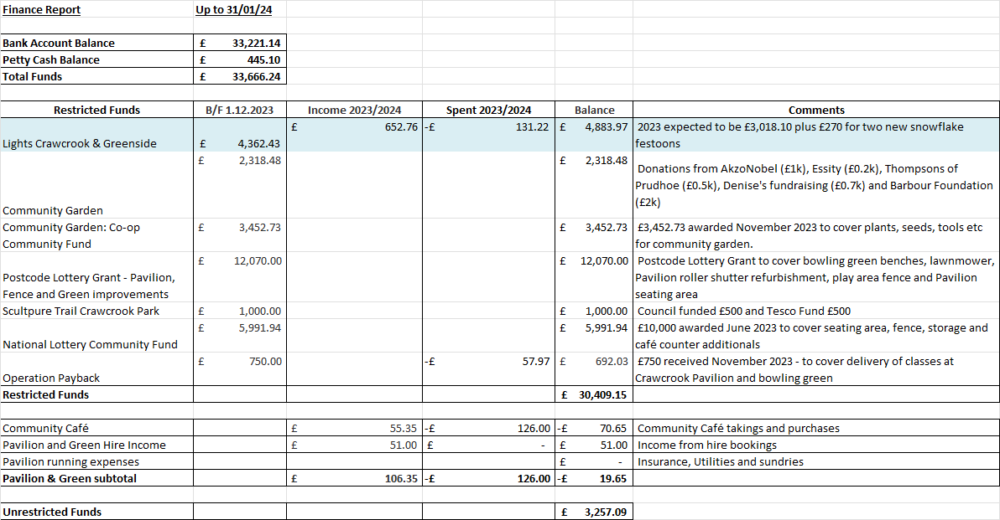 Finance Report Up to 31/01/24
Bank Account Balance £ 33,221.14
Petty Cash Balance £ 445.10
Total Funds £ 33,666.24
Restricted Funds B/F 1.12.2023 Income 2023/2024 Spent 2023/2024 Balance Comments
£ 652.76 -£ 131.22 £ 4,883.97 2023 expected to be £3,018.10 plus £270 for two new snowflake
Lights Crawcrook & Greenside £ 4,362.43 festoons
£ 2,318.48 £ 2,318.48
Donations from AkzoNobel (£1k), Essity (£0.2k), Thompsons of
Prudhoe (£0.5k), Denise's fundraising (£0.7k) and Barbour Foundation
(£2k)
Community Garden
Community Garden: Co-op £ 3,452.73 £ 3,452.73 £3,452.73 awarded November 2023 to cover plants, seeds, tools etc
Community Fund for community garden.
£ 12,070.00 £ 12,070.00 Postcode Lottery Grant to cover bowling green benches, lawnmower,
Postcode Lottery Grant - Pavilion, Pavilion roller shutter refurbishment, play area fence and Pavilion
Fence and Green improvements seating area
Scultpure Trail Crawcrook Park £ 1,000.00 £ 1,000.00 Council funded £500 and Tesco Fund £500
£ 5,991.94 £ 5,991.94 £10,000 awarded June 2023 to cover seating area, fence, storage and
National Lottery Community Fund café counter additionals
£ 750.00 -£ 57.97 £ 692.03 £750 received November 2023 - to cover delivery of classes at
Operation Payback Crawcrook Pavilion and bowling green
Restricted Funds £ 30,409.15
Community Café £ 55.35 -£ 126.00 -£ 70.65 Community Café takings and purchases
Pavilion and Green Hire Income £ 51.00 £ - £ 51.00 Income from hire bookings
Pavilion running expenses £ - Insurance, Utilities and sundries
Pavilion & Green subtotal £ 106.35 -£ 126.00 -£ 19.65
Unrestricted Funds £ 3,257.09